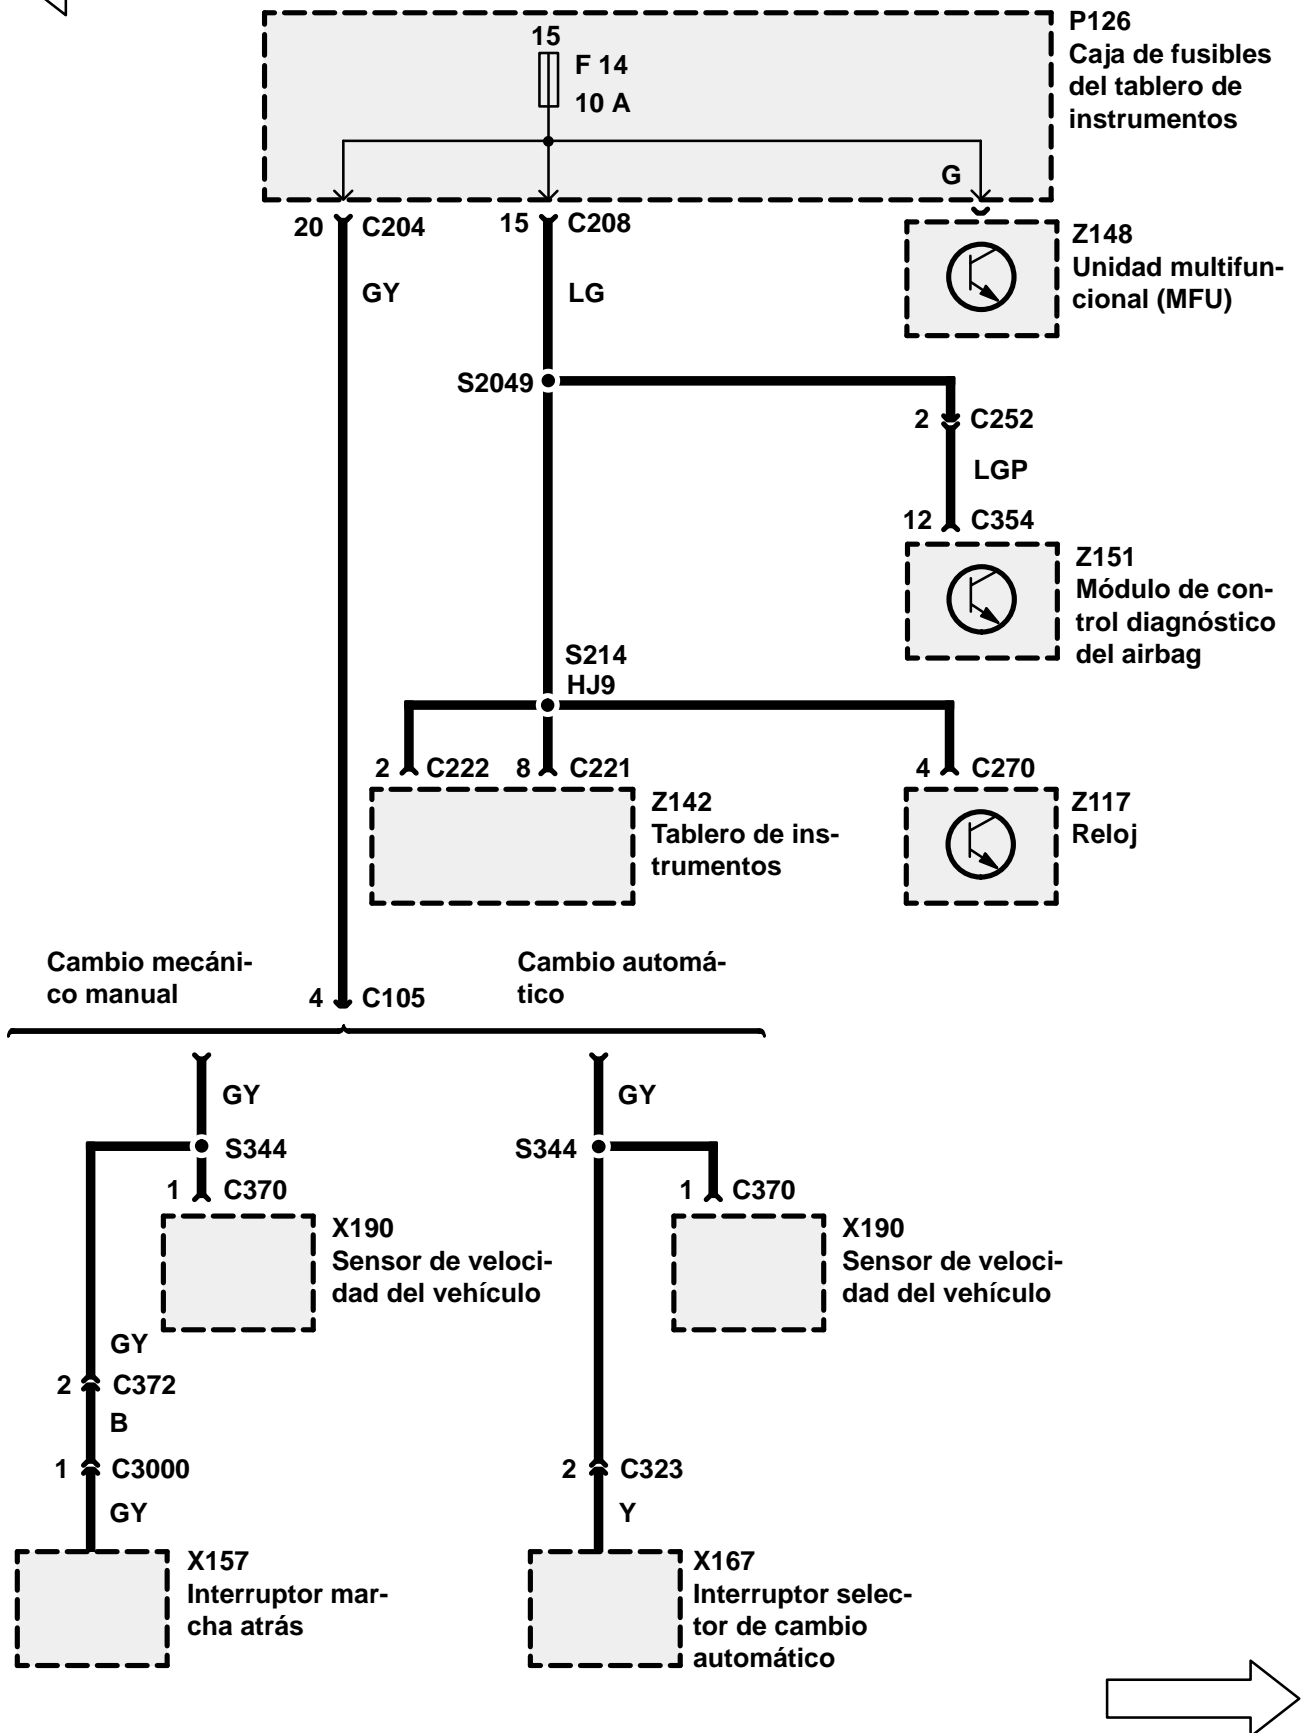 P126
Caja de fusibles
del tablero de
instrumentos
15
F 14
10 A
G
20
C204
15
C208
Z148
Unidad multifun-
cional (MFU)
GY
LG
S2049
2
C252
LGP
12
C354
Z151
Módulo de con-
trol diagnóstico
del airbag
S214
HJ9
2
C222
8
C221
4
C270
Z142
Tablero de ins-
trumentos
Z117
Reloj
Cambio mecáni-
co manual
Cambio automá-
tico
4
C105
GY
GY
S344
S344
1
C370
1
C370
X190
Sensor de veloci-
dad del vehículo
X190
Sensor de veloci-
dad del vehículo
GY
2
C372
B
1
C3000
2
C323
GY
Y
X157
Interruptor mar-
cha atrás
X167
Interruptor selec-
tor de cambio
automático